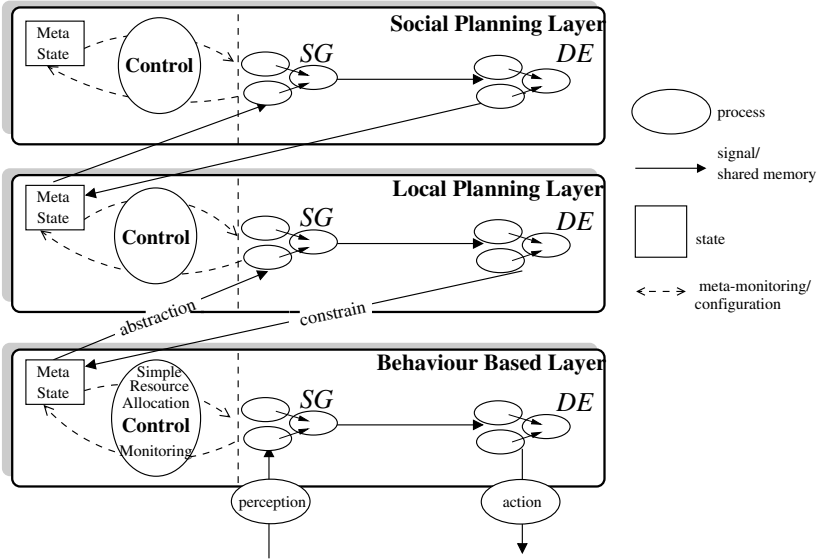 Social Planning Layer
Meta
State
Control
SG
DE
Local Planning Layer
Meta
State
Control
SG
DE
abstraction
constrain
Behaviour Based Layer
Meta
State
Simple
Resource
Allocation
Control
Monitoring
SG
DE
perception
action
process
signal/
shared memory
state
meta-monitoring/
configuration